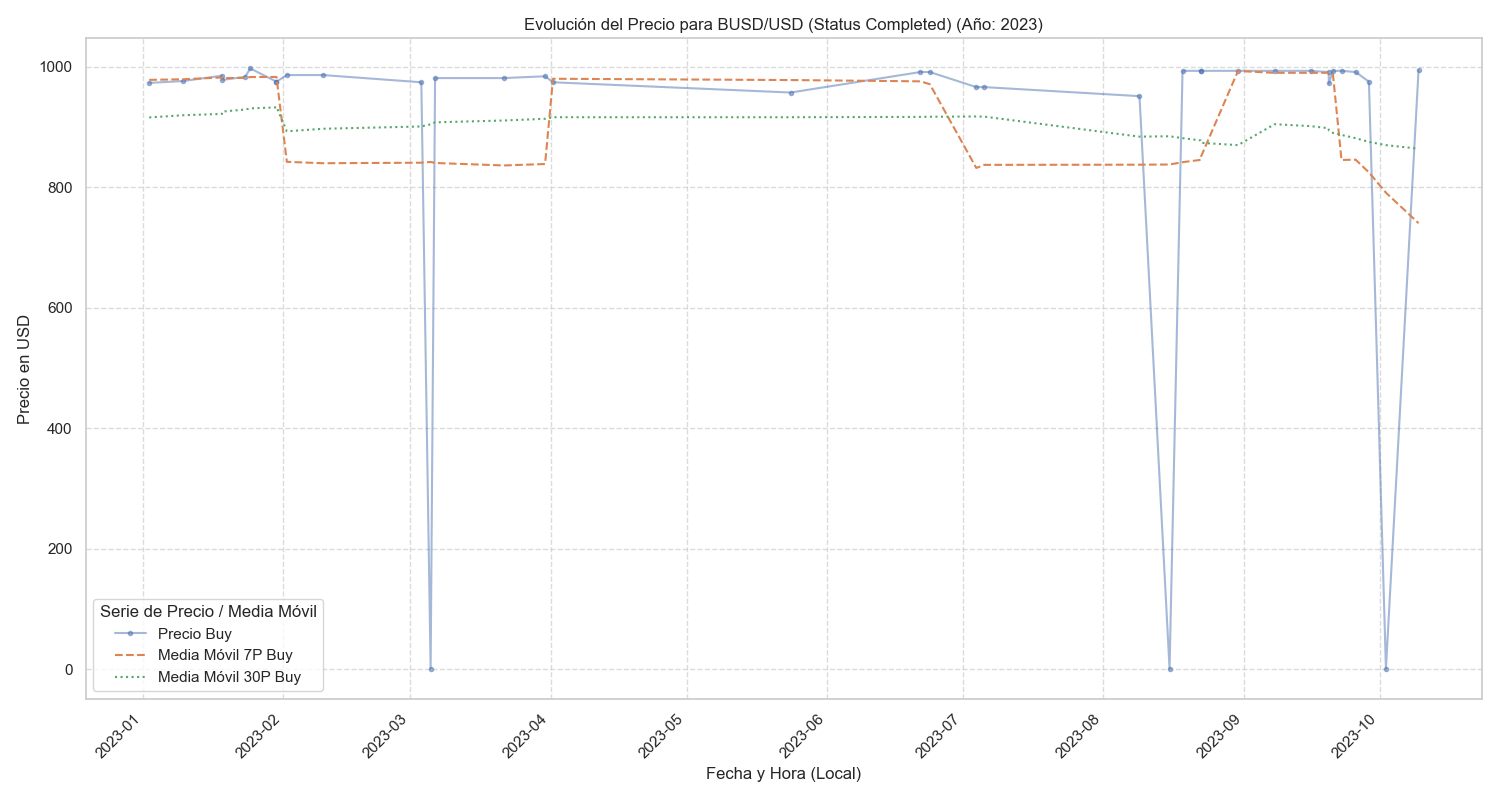 Evolución del Precio para BUSD/USD (Status Completed) (Año: 2023)
Precio en USD
1000
800
600
400
200
0
Serie de Precio / Media Móvil
Precio Buy
Media Móvil 7P Buy
Media Móvil 30P Buy
2023-01
2023-02
2023-03
2023-04
2023-05
2023-06
2023-07
2023-08
2023-09
2023-10
Fecha y Hora (Local)